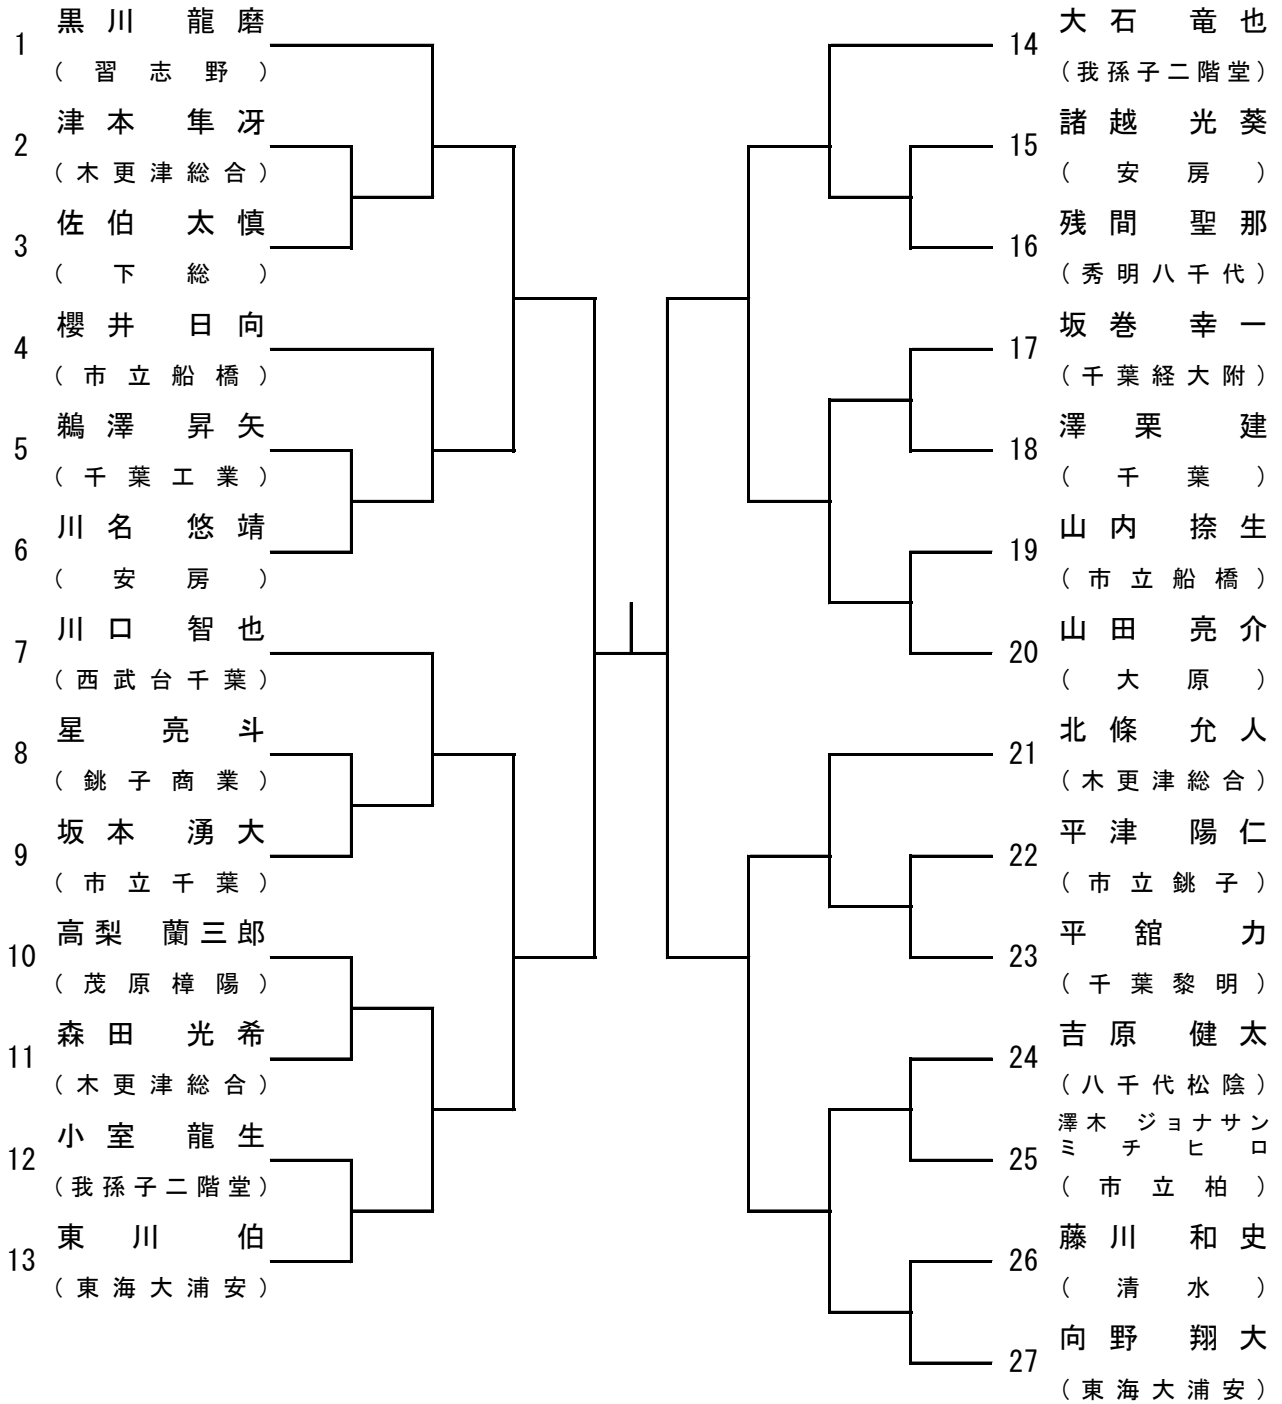 1 黒川 龍磨
(習志野)
2 津本 隼冴
(木更津総合)
3 佐伯 太慎
(下総)
4 櫻井 日向
(市立船橋)
5 鵜澤 昇矢
(千葉工業)
6 川名 悠靖
(安房)
7 川口 智也
(西武台千葉)
8 星 亮斗
(銚子商業)
9 坂本 湧大
(市立千葉)
10 高梨 蘭三郎
(茂原樟陽)
11 森田 光希
(木更津総合)
12 小室 龍生
(我孫子二階堂)
13 東川 伯
(東海大浦安)
14 大石 竜也
(我孫子二階堂)
15 諸越 光葵
(安房)
16 残間 聖那
(秀明八千代)
17 坂巻 幸一
(千葉経大附)
18 澤栗 建
(千葉)
19 山内 捺生
(市立船橋)
20 山田 亮介
(大原)
21 北條 允人
(木更津総合)
22 平津 陽仁
(市立銚子)
23 平舘 力
(千葉黎明)
24 吉原 健太
(八千代松陰)
澤木 ジョナサン
25 ミチヒロ
(市立柏)
26 藤川 和史
(清水)
27 向野 翔大
(東海大浦安)